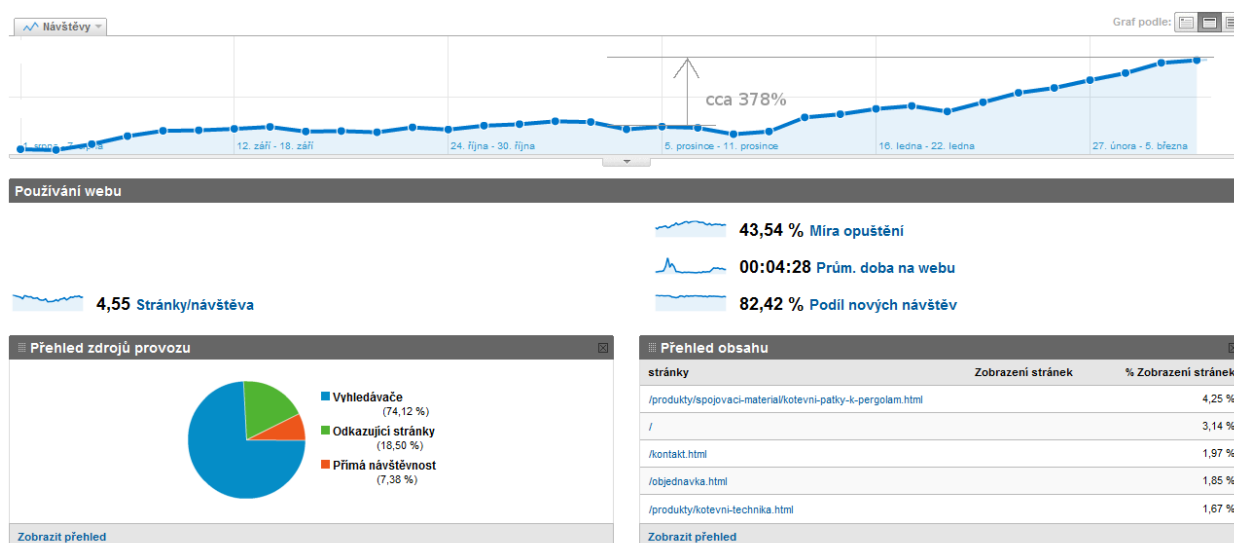 Návštěvy
Graf podle:
cca 378%
12. září - 18. září
24. října - 30. října
5. prosince - 11. prosince
16. ledna - 22. ledna
27. února - 5. března
Používání webu
43,54 % Míra opuštění
00:04:28 Prům. doba na webu
4,55 Stránky/návštěva
82,42 % Podíl nových návštěv
Přehled zdrojů provozu
Vyhledávače
(74,12 %)
Odkazující stránky
(18,50 %)
Přímá návštěvnost
(7,38 %)
Zobrazit přehled
Přehled obsahu
stránky Zobrazení stránek % Zobrazení stránek
/produkty/spojovaci-material/kotevni-patky-k-pergolam.html 4,25 %
/ 3,14 %
/kontakt.html 1,97 %
/objednavka.html 1,85 %
/produkty/kotevni-technika.html 1,67 %
Zobrazit přehled